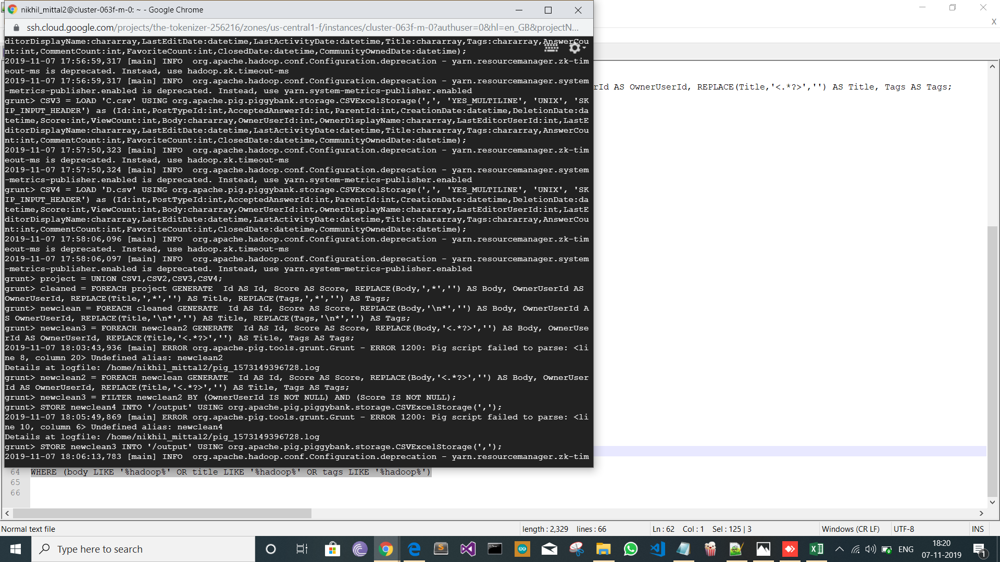 nikhil_mittal2@cluster-063f-m-0: ~ - Google Chrome
ssh.cloud.google.com/projects/the-tokenizer-256216/zones/us-central1-f/instances/cluster-063f-m-0?authuser=0&hl=en_GB&projectN...
X
ditorDisplayName:chararray,LastEditDate:datetime,LastActivityDate:datetime,Title:chararray,Tags:chararray,AnswerCou
nt:int,CommentCount:int,FavoriteCount:int,ClosedDate:datetime,CommunityOwnedDate:datetime);
2019-11-07 17:56:59,317 [main] INFO  org.apache.hadoop.conf.Configuration.deprecation - yarn.resourcemanager.zk-tim
eout-ms is deprecated. Instead, use hadoop.zk.timeout-ms
2019-11-07 17:56:59,317 [main] INFO  org.apache.hadoop.conf.Configuration.deprecation - yarn.resourcemanager.system
-metrics-publisher.enabled is deprecated. Instead, use yarn.system-metrics-publisher.enabled
rId AS OwnerUserId, REPLACE(Title,'<.*?>','') AS Title, Tags AS Tags;
grunt> CSV3 = LOAD 'C.csv' USING org.apache.pig.piggybank.storage.CSVExcelStorage(',', 'YES_MULTILINE', 'UNIX', 'SK
IP_INPUT_HEADER') as (Id:int,PostTypeId:int,AcceptedAnswerId:int,ParentId:int,CreationDate:datetime,DeletionDate:da
tetime,Score:int,ViewCount:int,Body:chararray,OwnerUserId:int,OwnerDisplayName:chararray,LastEditorUserId:int,LastE
ditorDisplayName:chararray,LastEditDate:datetime,LastActivityDate:datetime,Title:chararray,Tags:chararray,AnswerCou
nt:int,CommentCount:int,FavoriteCount:int,ClosedDate:datetime,CommunityOwnedDate:datetime);
2019-11-07 17:57:50,323 [main] INFO  org.apache.hadoop.conf.Configuration.deprecation - yarn.resourcemanager.zk-tim
eout-ms is deprecated. Instead, use hadoop.zk.timeout-ms
2019-11-07 17:57:50,324 [main] INFO  org.apache.hadoop.conf.Configuration.deprecation - yarn.resourcemanager.system
-metrics-publisher.enabled is deprecated. Instead, use yarn.system-metrics-publisher.enabled
grunt> CSV4 = LOAD 'D.csv' USING org.apache.pig.piggybank.storage.CSVExcelStorage(',', 'YES_MULTILINE', 'UNIX', 'SK
IP_INPUT_HEADER') as (Id:int,PostTypeId:int,AcceptedAnswerId:int,ParentId:int,CreationDate:datetime,DeletionDate:da
tetime,Score:int,ViewCount:int,Body:chararray,OwnerUserId:int,OwnerDisplayName:chararray,LastEditorUserId:int,LastE
ditorDisplayName:chararray,LastEditDate:datetime,LastActivityDate:datetime,Title:chararray,Tags:chararray,AnswerCou
nt:int,CommentCount:int,FavoriteCount:int,ClosedDate:datetime,CommunityOwnedDate:datetime);
2019-11-07 17:58:06,096 [main] INFO  org.apache.hadoop.conf.Configuration.deprecation - yarn.resourcemanager.zk-tim
eout-ms is deprecated. Instead, use hadoop.zk.timeout-ms
2019-11-07 17:58:06,097 [main] INFO  org.apache.hadoop.conf.Configuration.deprecation - yarn.resourcemanager.system
-metrics-publisher.enabled is deprecated. Instead, use yarn.system-metrics-publisher.enabled
grunt> project = UNION CSV1,CSV2,CSV3,CSV4;
grunt> cleaned = FOREACH project GENERATE  Id AS Id, Score AS Score, REPLACE(Body,',*','') AS Body, OwnerUserId AS
OwnerUserId, REPLACE(Title,',*','') AS Title, REPLACE(Tags,',*','') AS Tags;
grunt> newclean = FOREACH cleaned GENERATE  Id AS Id, Score AS Score, REPLACE(Body,'\n*','') AS Body, OwnerUserId A
S OwnerUserId, REPLACE(Title,'\n*','') AS Title, REPLACE(Tags,'\n*','') AS Tags;
grunt> newclean3 = FOREACH newclean2 GENERATE  Id AS Id, Score AS Score, REPLACE(Body,'<.*?>','') AS Body, OwnerUse
rId AS OwnerUserId, REPLACE(Title,'<.*?>','') AS Title, Tags AS Tags;
2019-11-07 18:03:43,936 [main] ERROR org.apache.pig.tools.grunt.Grunt - ERROR 1200: Pig script failed to parse: <li
ne 8, column 20> Undefined alias: newclean2
Details at logfile: /home/nikhil_mittal2/pig_1573149396728.log
grunt> newclean2 = FOREACH newclean GENERATE  Id AS Id, Score AS Score, REPLACE(Body,'<.*?>','') AS Body, OwnerUser
Id AS OwnerUserId, REPLACE(Title,'<.*?>','') AS Title, Tags AS Tags;
grunt> newclean3 = FILTER newclean2 BY (OwnerUserId IS NOT NULL) AND (Score IS NOT NULL);
grunt> STORE newclean4 INTO '/output' USING org.apache.pig.piggybank.storage.CSVExcelStorage(',');
2019-11-07 18:05:49,869 [main] ERROR org.apache.pig.tools.grunt.Grunt - ERROR 1200: Pig script failed to parse: <li
ne 10, column 6> Undefined alias: newclean4
Details at logfile: /home/nikhil_mittal2/pig_1573149396728.log
grunt> STORE newclean3 INTO '/output' USING org.apache.pig.piggybank.storage.CSVExcelStorage(',');
2019-11-07 18:06:13,783 [main] INFO  org.apache.hadoop.conf.Configuration.deprecation - yarn.resourcemanager.zk-tim
64 WHERE (body LIKE '%hadoop%' OR title LIKE '%hadoop%' OR tags LIKE '%hadoop%')
65
66
Normal text file length : 2,329 lines : 66 Ln : 62 Col : 1 Sel : 125 | 3 Windows (CR LF) UTF-8 INS
Type here to search
ENG
18:20
07-11-2019
1